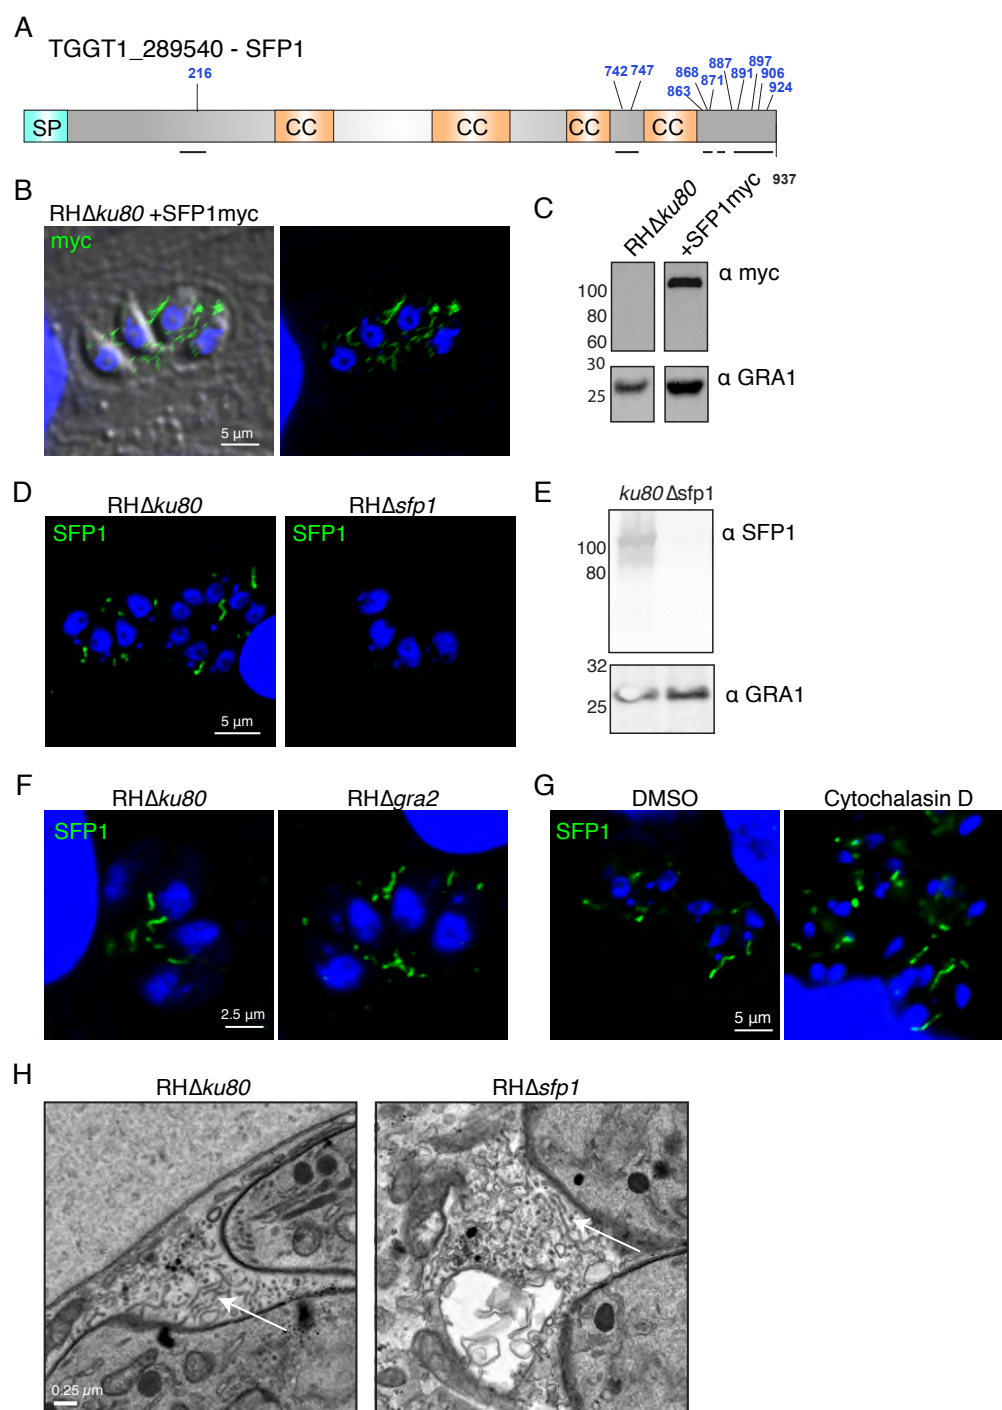 A
TGGT1_289540 - SFP1
216
742 747
863 868 871 887 891 897 906 924
SP CC CC CC CC
937
B
RHΔku80 +SFP1myc
myc
5 µm
C
RHΔku80
+SFP1myc
α myc
100
80
60
30
25
α GRA1
D
RHΔku80 RHΔsfp1
SFP1 SFP1
5 µm
E
ku80 Δsfp1
α SFP1
100
80
32
25
α GRA1
F
RHΔku80 RHΔgra2
SFP1
2.5 µm
G
DMSO Cytochalasin D
SFP1
5 µm
H
RHΔku80 RHΔsfp1
0.25 µm